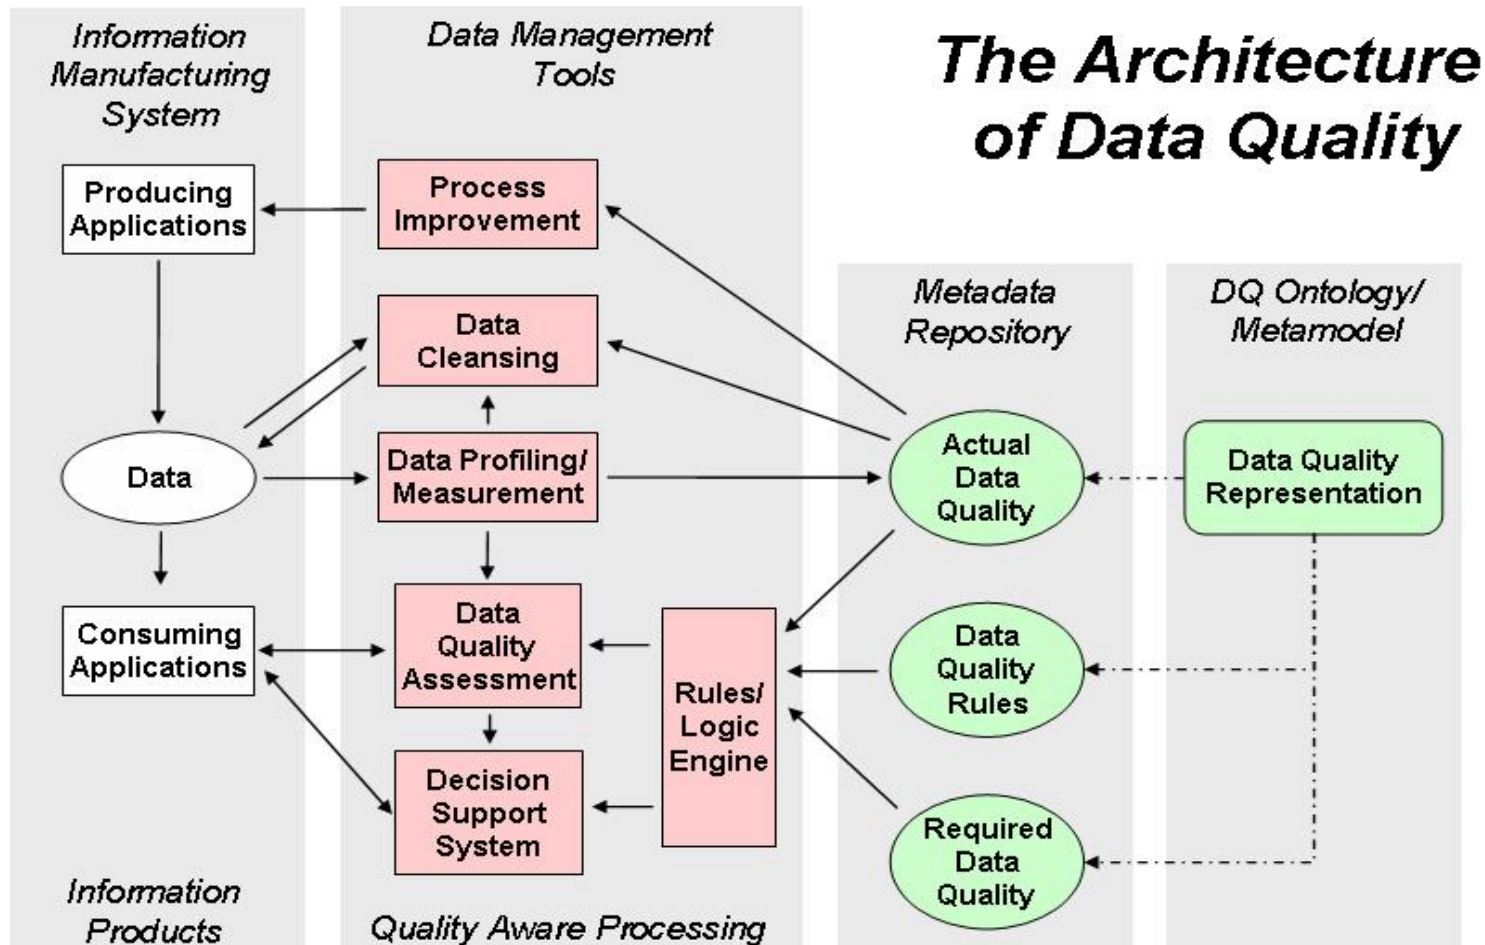 The Architecture
of Data Quality
Information
Manufacturing
System
Producing
Applications
Data
Consuming
Applications
Information
Products
Data Management
Tools
Process
Improvement
Data
Cleansing
Data Profiling/
Measurement
Data
Quality
Assessment
Decision
Support
System
Rules/
Logic
Engine
Quality Aware Processing
Metadata
Repository
Actual
Data
Quality
Data
Quality
Rules
Required
Data
Quality
DQ Ontology/
Metamodel
Data Quality
Representation